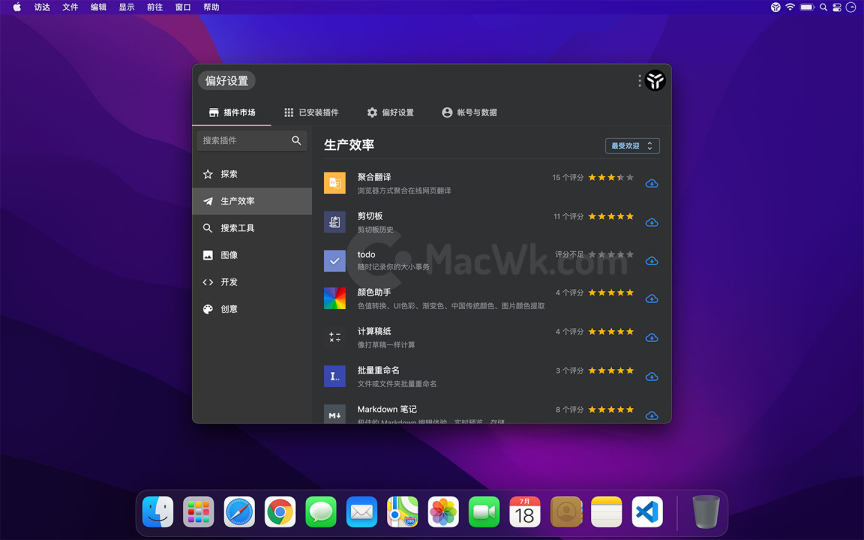 访达 文件 编辑 显示 前往 窗口 帮助
偏好设置
插件市场 已安装插件 偏好设置 帐号与数据
搜索插件
探索
生产效率
搜索工具
图像
开发
创意
生产效率
最受欢迎
聚合翻译
浏览器方式聚合在线网页翻译
15 个评分
剪切板
剪切板历史
11 个评分
todo
随时记录你的大小事务
评分不足
颜色助手
色值转换、UI色彩、渐变色、中国传统颜色、图片颜色提取
4 个评分
计算稿纸
像打草稿一样计算
4 个评分
批量重命名
文件或文件夹批量重命名
3 个评分
Markdown 笔记
8 个评分
MacWk.com
7月
18